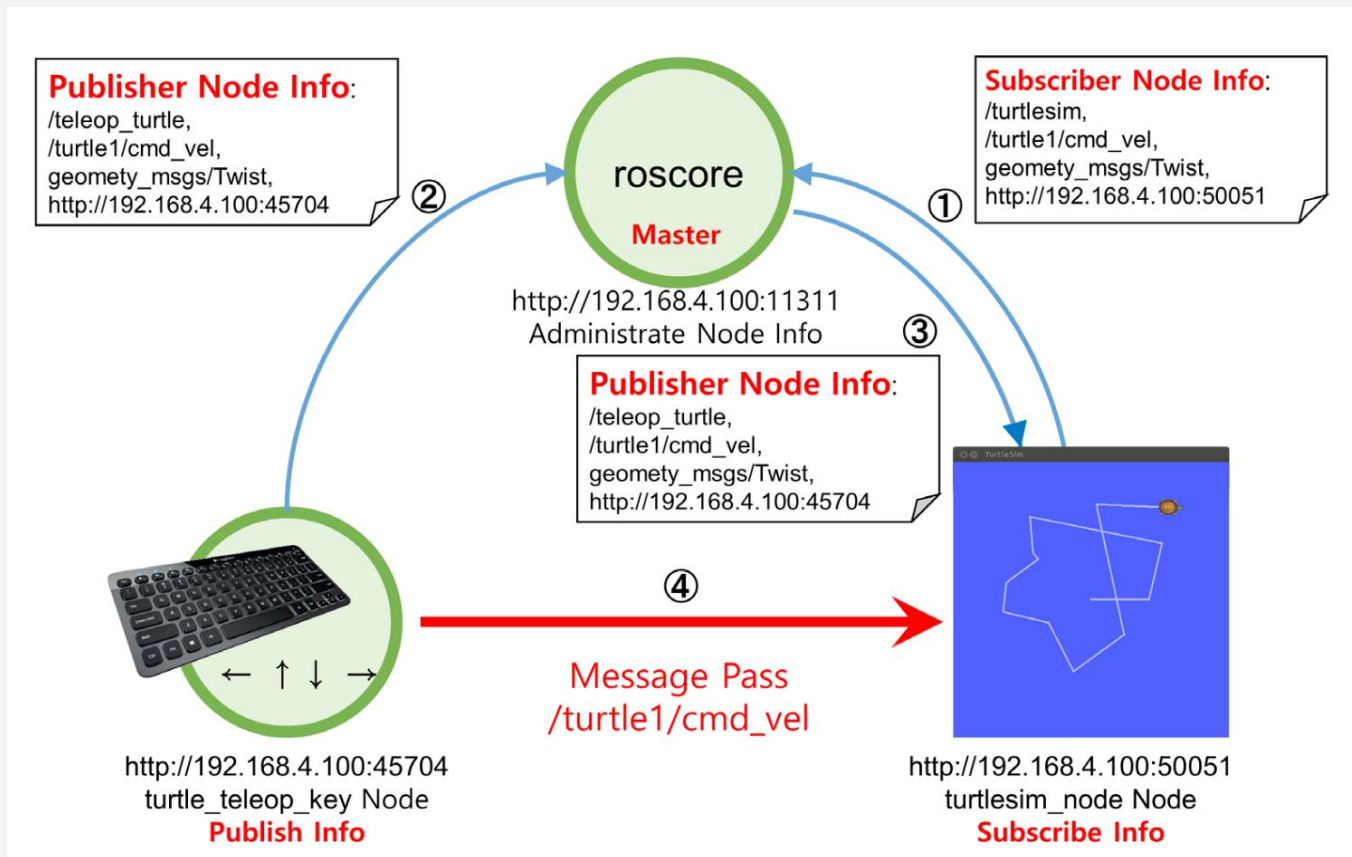 Publisher Node Info:
/teleop_turtle,
/turtle1/cmd_vel,
geomety_msgs/Twist,
http://192.168.4.100:45704
②
roscore
Master
http://192.168.4.100:11311
Administrate Node Info
①
Subscriber Node Info:
/turtlesim,
/turtle1/cmd_vel,
geomety_msgs/Twist,
http://192.168.4.100:50051
③
Publisher Node Info:
/teleop_turtle,
/turtle1/cmd_vel,
geomety_msgs/Twist,
http://192.168.4.100:45704
TurtleSim
← ↑ ↓ →
④
Message Pass
/turtle1/cmd_vel
http://192.168.4.100:45704
turtle_teleop_key Node
Publish Info
http://192.168.4.100:50051
turtlesim_node Node
Subscribe Info